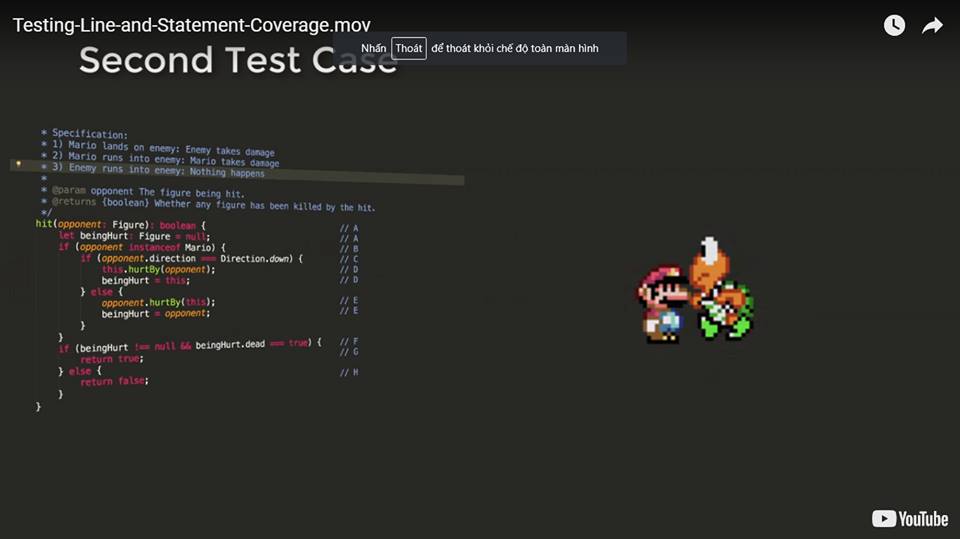 Testing-Line-and-Statement-Coverage.mov
Nhấn Thoát để thoát khỏi chế độ toàn màn hình
Second Test Case
* Specification:
* 1) Mario lands on enemy: Enemy takes damage
* 2) Mario runs into enemy: Mario takes damage
* 3) Enemy runs into enemy: Nothing happens
*
* @param opponent The figure being hit.
* @returns {boolean} Whether any figure has been killed by the hit.
*/
hit(opponent: Figure): boolean { // A
let beingHurt: Figure = null; // A
if (opponent instanceof Mario) { // B
if (opponent.direction === Direction.down) { // C
this.hurtBy(opponent); // D
beingHurt = this; // D
} else {
opponent.hurtBy(this); // E
beingHurt = opponent; // E
}
}
if (beingHurt !== null && beingHurt.dead === true) { // F
return true; // G
} else {
return false; // H
}
}
YouTube